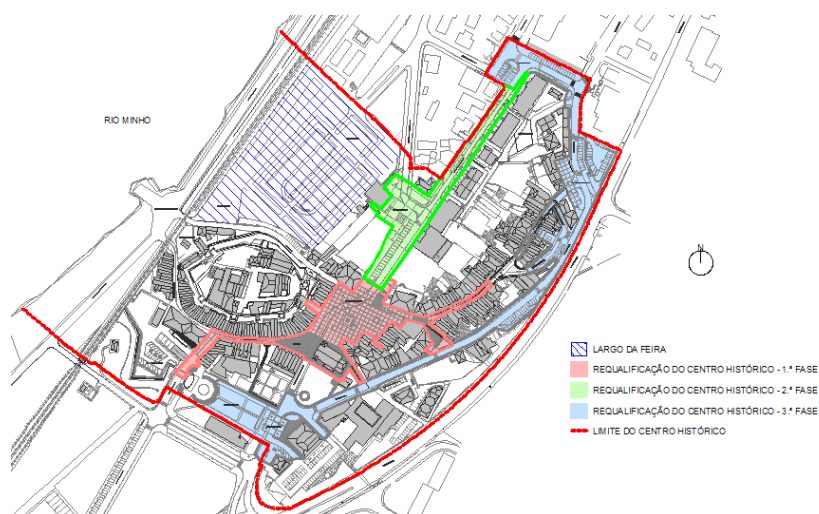 RIO MINHO
N
LARGO DA FEIRA
REQUALIFICAÇÃO DO CENTRO HISTÓRICO - 1.ª FASE
REQUALIFICAÇÃO DO CENTRO HISTÓRICO - 2.ª FASE
REQUALIFICAÇÃO DO CENTRO HISTÓRICO - 3.ª FASE
LIMITE DO CENTRO HISTÓRICO